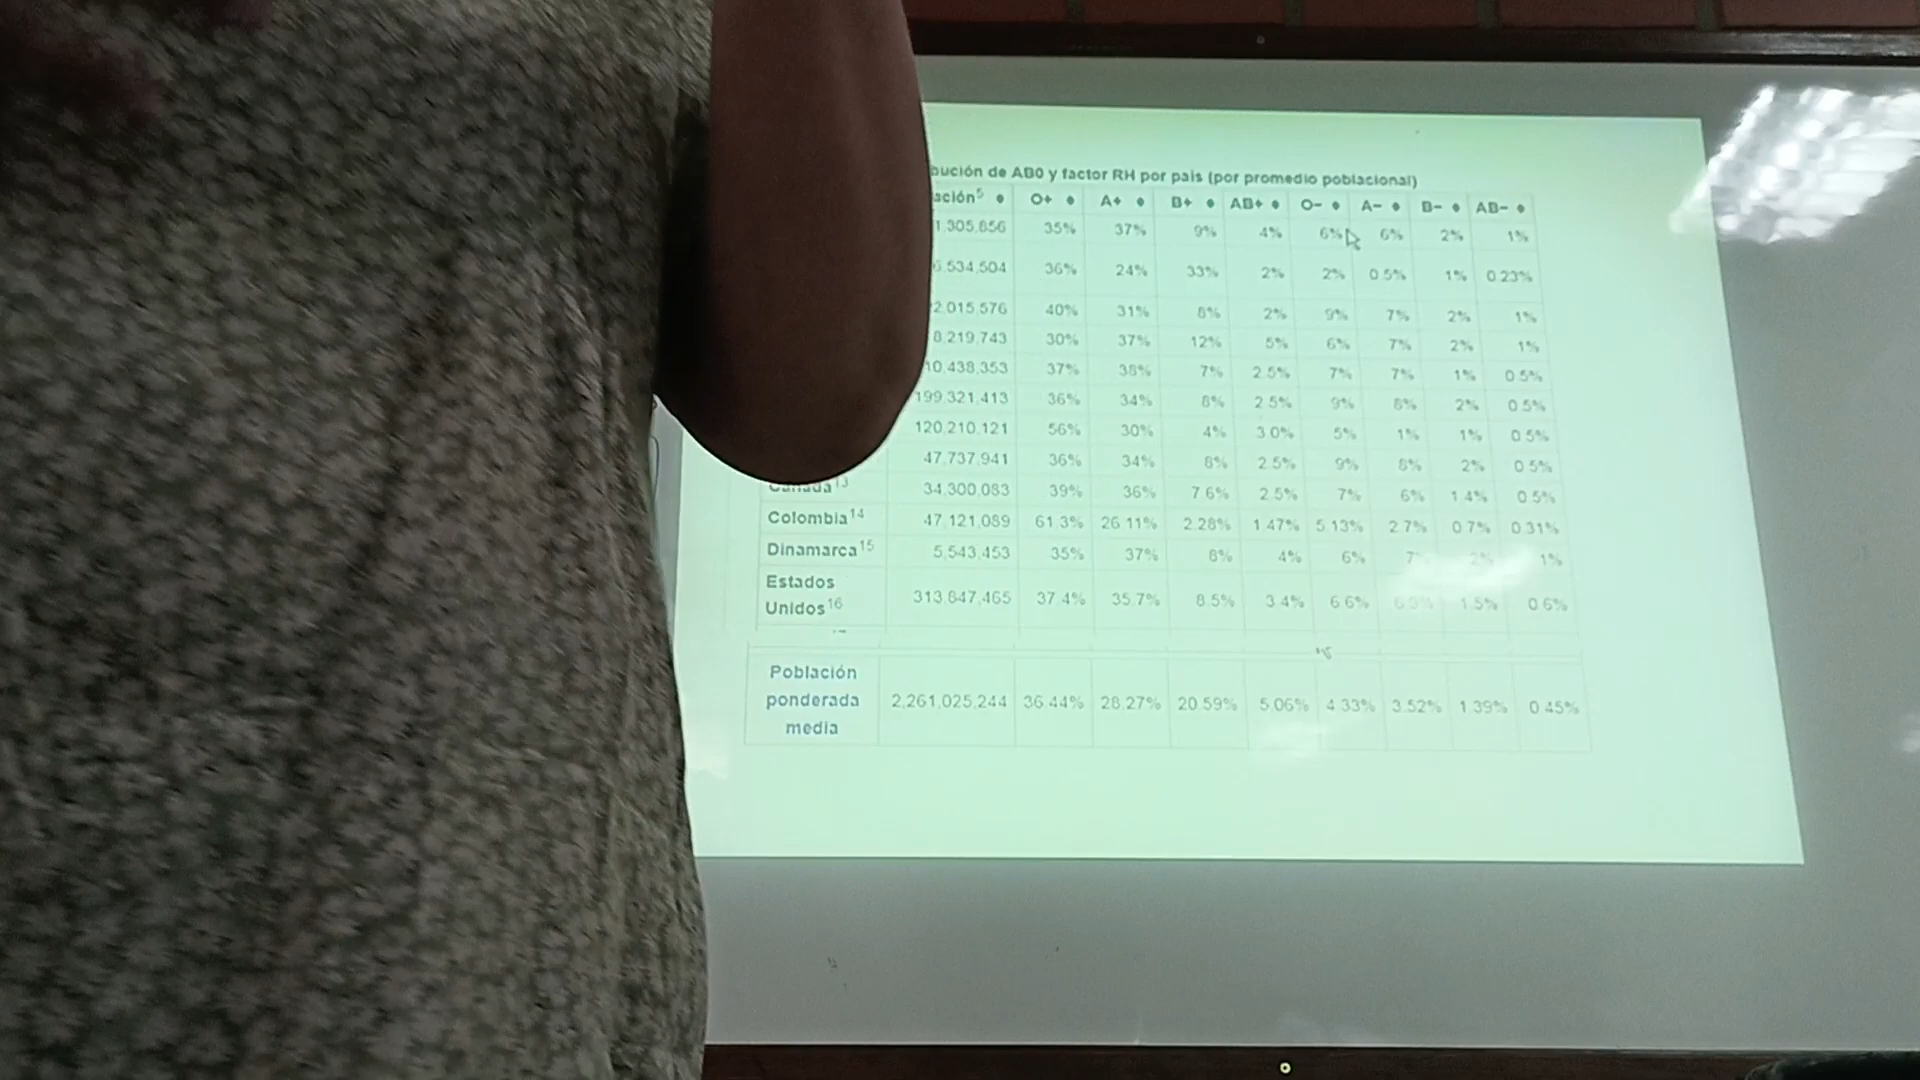 bución de AB0 y factor RH por país (por promedio poblacional)
ación5 O+ A+ B+ AB+ O− A− B− AB−
1,305,856 35% 37% 9% 4% 6% 6% 2% 1%
6,534,504 36% 24% 33% 2% 2% 0.5% 1% 0.23%
2,015,576 40% 31% 8% 2% 9% 7% 2% 1%
8,219,743 30% 37% 12% 5% 6% 7% 2% 1%
10,438,353 37% 38% 7% 2.5% 7% 7% 1% 0.5%
199,321,413 36% 34% 8% 2.5% 9% 8% 2% 0.5%
120,210,121 56% 30% 4% 3.0% 5% 1% 1% 0.5%
47,737,941 36% 34% 8% 2.5% 9% 8% 2% 0.5%
Canadá13 34,300,083 39% 36% 7.6% 2.5% 7% 6% 1.4% 0.5%
Colombia14 47,121,089 61.3% 26.11% 2.28% 1.47% 5.13% 2.7% 0.7% 0.31%
Dinamarca15 5,543,453 35% 37% 8% 4% 6% 7 2% 1%
Estados
Unidos16 313,847,465 37.4% 35.7% 8.5% 3.4% 6.6% 1.5% 0.6%
Población
ponderada 2,261,025,244 36.44% 28.27% 20.59% 5.06% 4.33% 3.52% 1.39% 0.45%
media